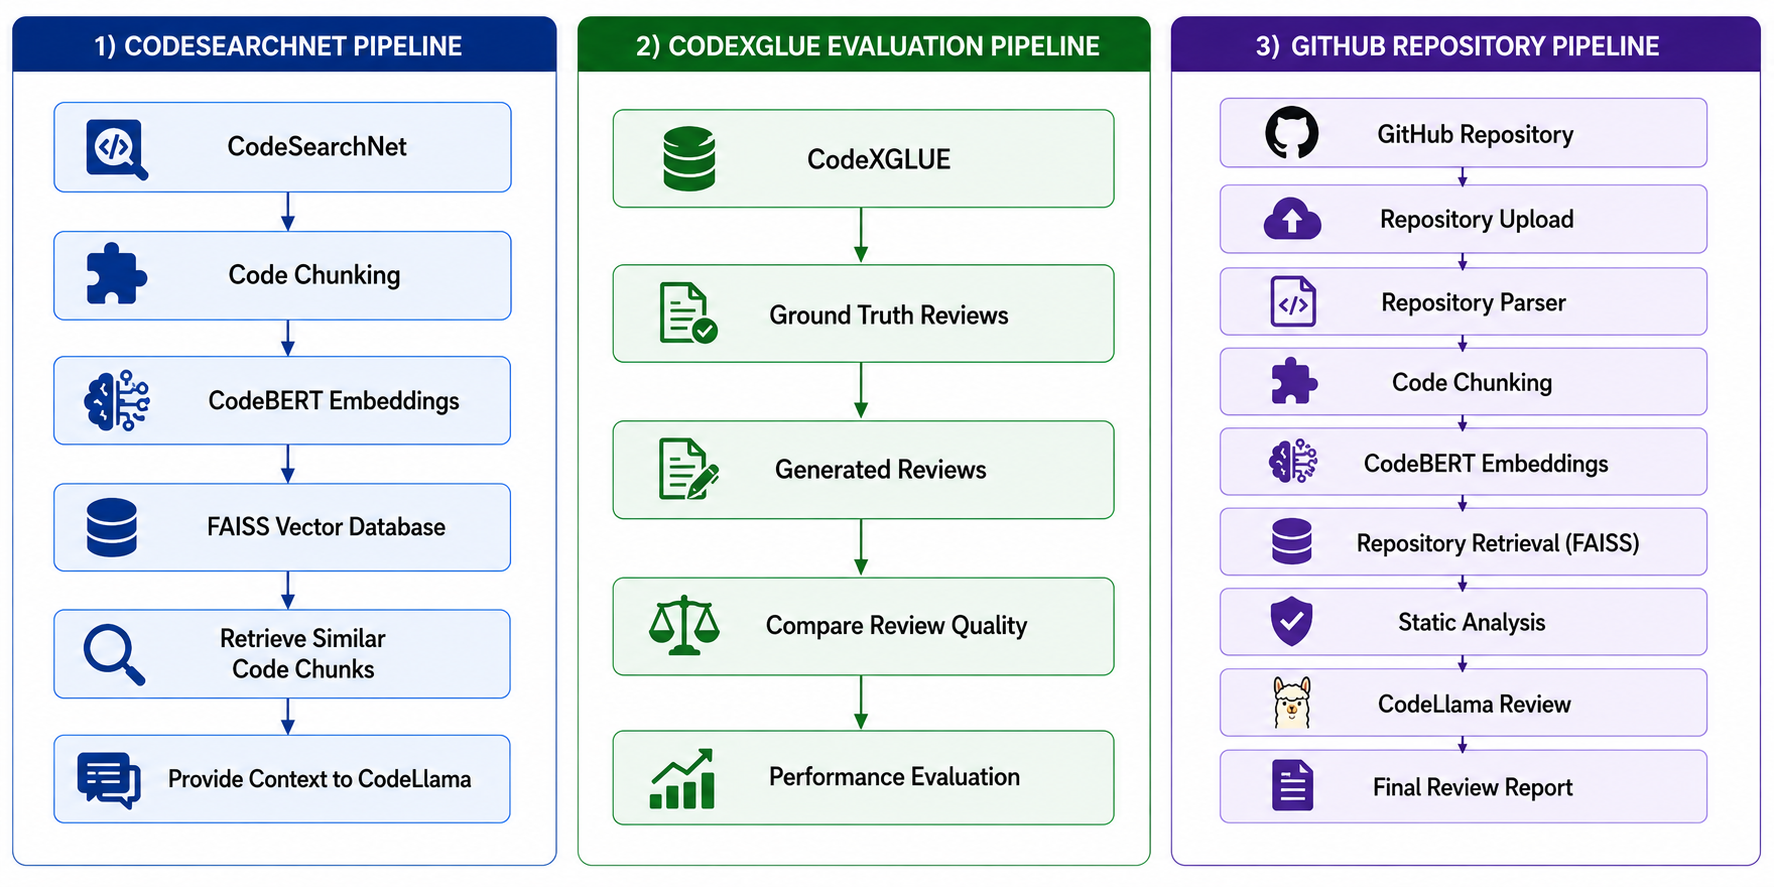 1) CODESEARCHNET PIPELINE
CodeSearchNet
Code Chunking
CodeBERT Embeddings
FAISS Vector Database
Retrieve Similar
Code Chunks
Provide Context to CodeLlama
2) CODEXGLUE EVALUATION PIPELINE
CodeXGLUE
Ground Truth Reviews
Generated Reviews
Compare Review Quality
Performance Evaluation
3) GITHUB REPOSITORY PIPELINE
GitHub Repository
Repository Upload
Repository Parser
Code Chunking
CodeBERT Embeddings
Repository Retrieval (FAISS)
Static Analysis
CodeLlama Review
Final Review Report